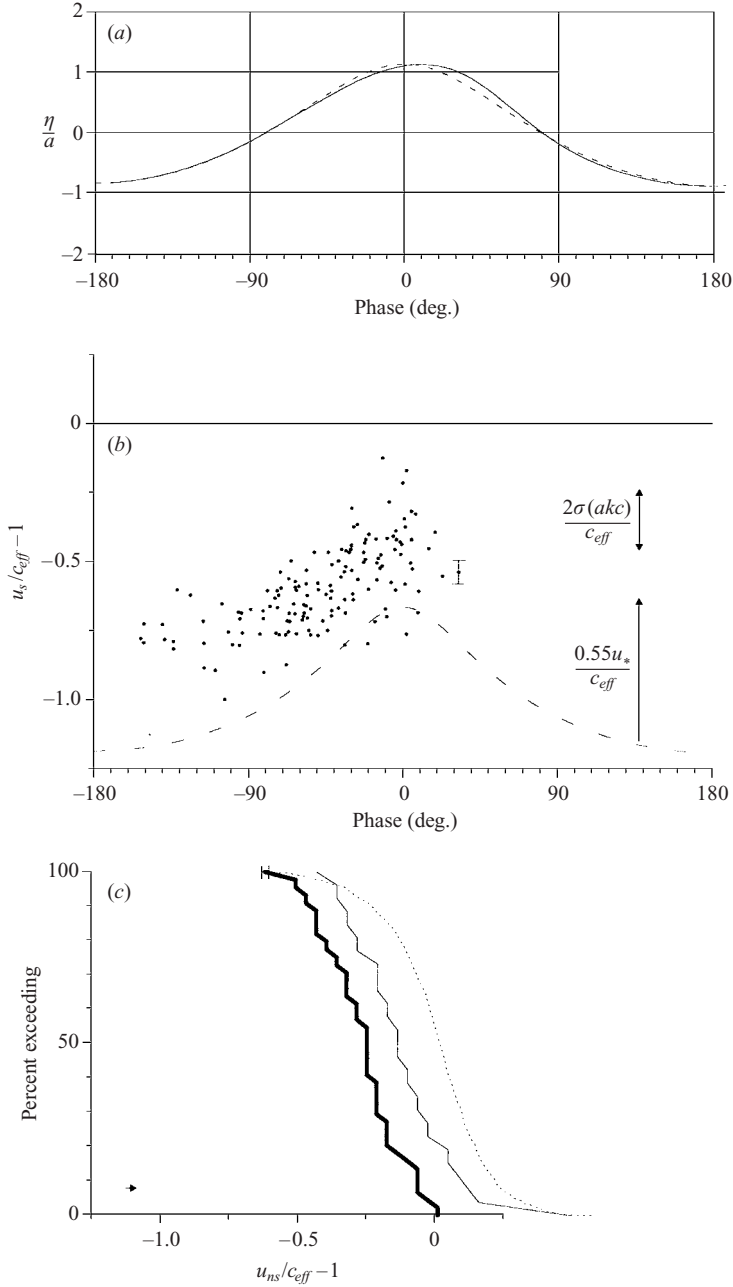 (a)
2
1
0
−1
−2
η/a
−180 −90 0 90 180
Phase (deg.)
(b)
0
−0.5
−1.0
u_s/c_eff −1
2σ(akc)/c_eff
0.55u_*/c_eff
−180 −90 0 90 180
Phase (deg.)
(c)
100
50
0
Percent exceeding
−1.0 −0.5 0
u_ns/c_eff −1